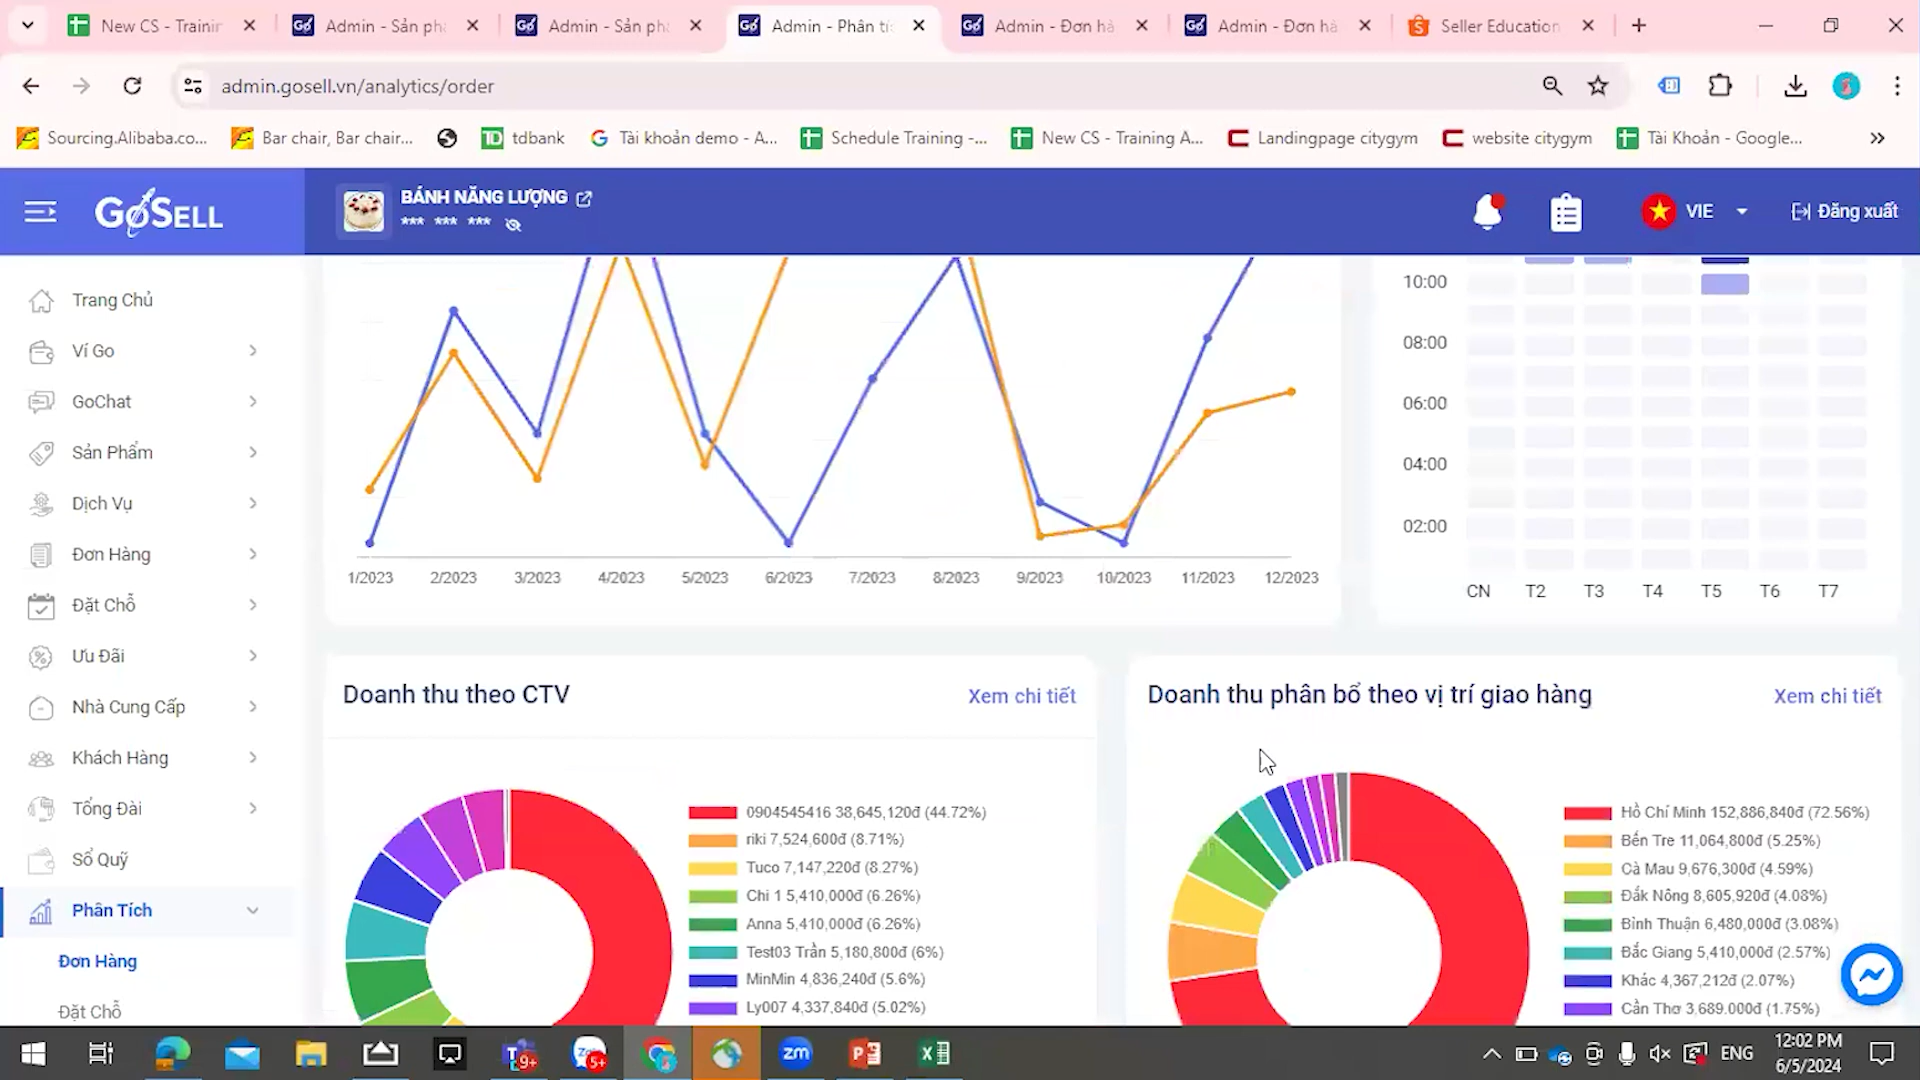 New CS - Trainin
Admin - Sản phẩ
Admin - Sản phẩ
Admin - Phân tí
Admin - Đơn hà
Admin - Đơn hà
Seller Education
admin.gosell.vn/analytics/order
Sourcing.Alibaba.co...
Bar chair, Bar chair...
tdbank
Tài khoản demo - A...
Schedule Training -...
New CS - Training A...
Landingpage citygym
website citygym
Tài Khoản - Google...
GoSELL
BÁNH NĂNG LƯỢNG
*** *** ***
VIE
Đăng xuất
Trang Chủ
Ví Go
GoChat
Sản Phẩm
Dịch Vụ
Đơn Hàng
Đặt Chỗ
Ưu Đãi
Nhà Cung Cấp
Khách Hàng
Tổng Đài
Sổ Quỹ
Phân Tích
Đơn Hàng
Đặt Chỗ
1/2023 2/2023 3/2023 4/2023 5/2023 6/2023 7/2023 8/2023 9/2023 10/2023 11/2023 12/2023
10:00
08:00
06:00
04:00
02:00
CN T2 T3 T4 T5 T6 T7
Doanh thu theo CTV
Xem chi tiết
0904545416 38,645,120đ (44.72%)
riki 7,524,600đ (8.71%)
Tuco 7,147,220đ (8.27%)
Chi 1 5,410,000đ (6.26%)
Anna 5,410,000đ (6.26%)
Test03 Trần 5,180,800đ (6%)
MinMin 4,836,240đ (5.6%)
Ly007 4,337,840đ (5.02%)
Doanh thu phân bổ theo vị trí giao hàng
Xem chi tiết
Hồ Chí Minh 152,886,840đ (72.56%)
Bến Tre 11,064,800đ (5.25%)
Cà Mau 9,676,300đ (4.59%)
Đắk Nông 8,605,920đ (4.08%)
Bình Thuận 6,480,000đ (3.08%)
Bắc Giang 5,410,000đ (2.57%)
Khác 4,367,212đ (2.07%)
Cần Thơ 3,689,000đ (1.75%)
9+
5+
zm
ENG
12:02 PM
6/5/2024